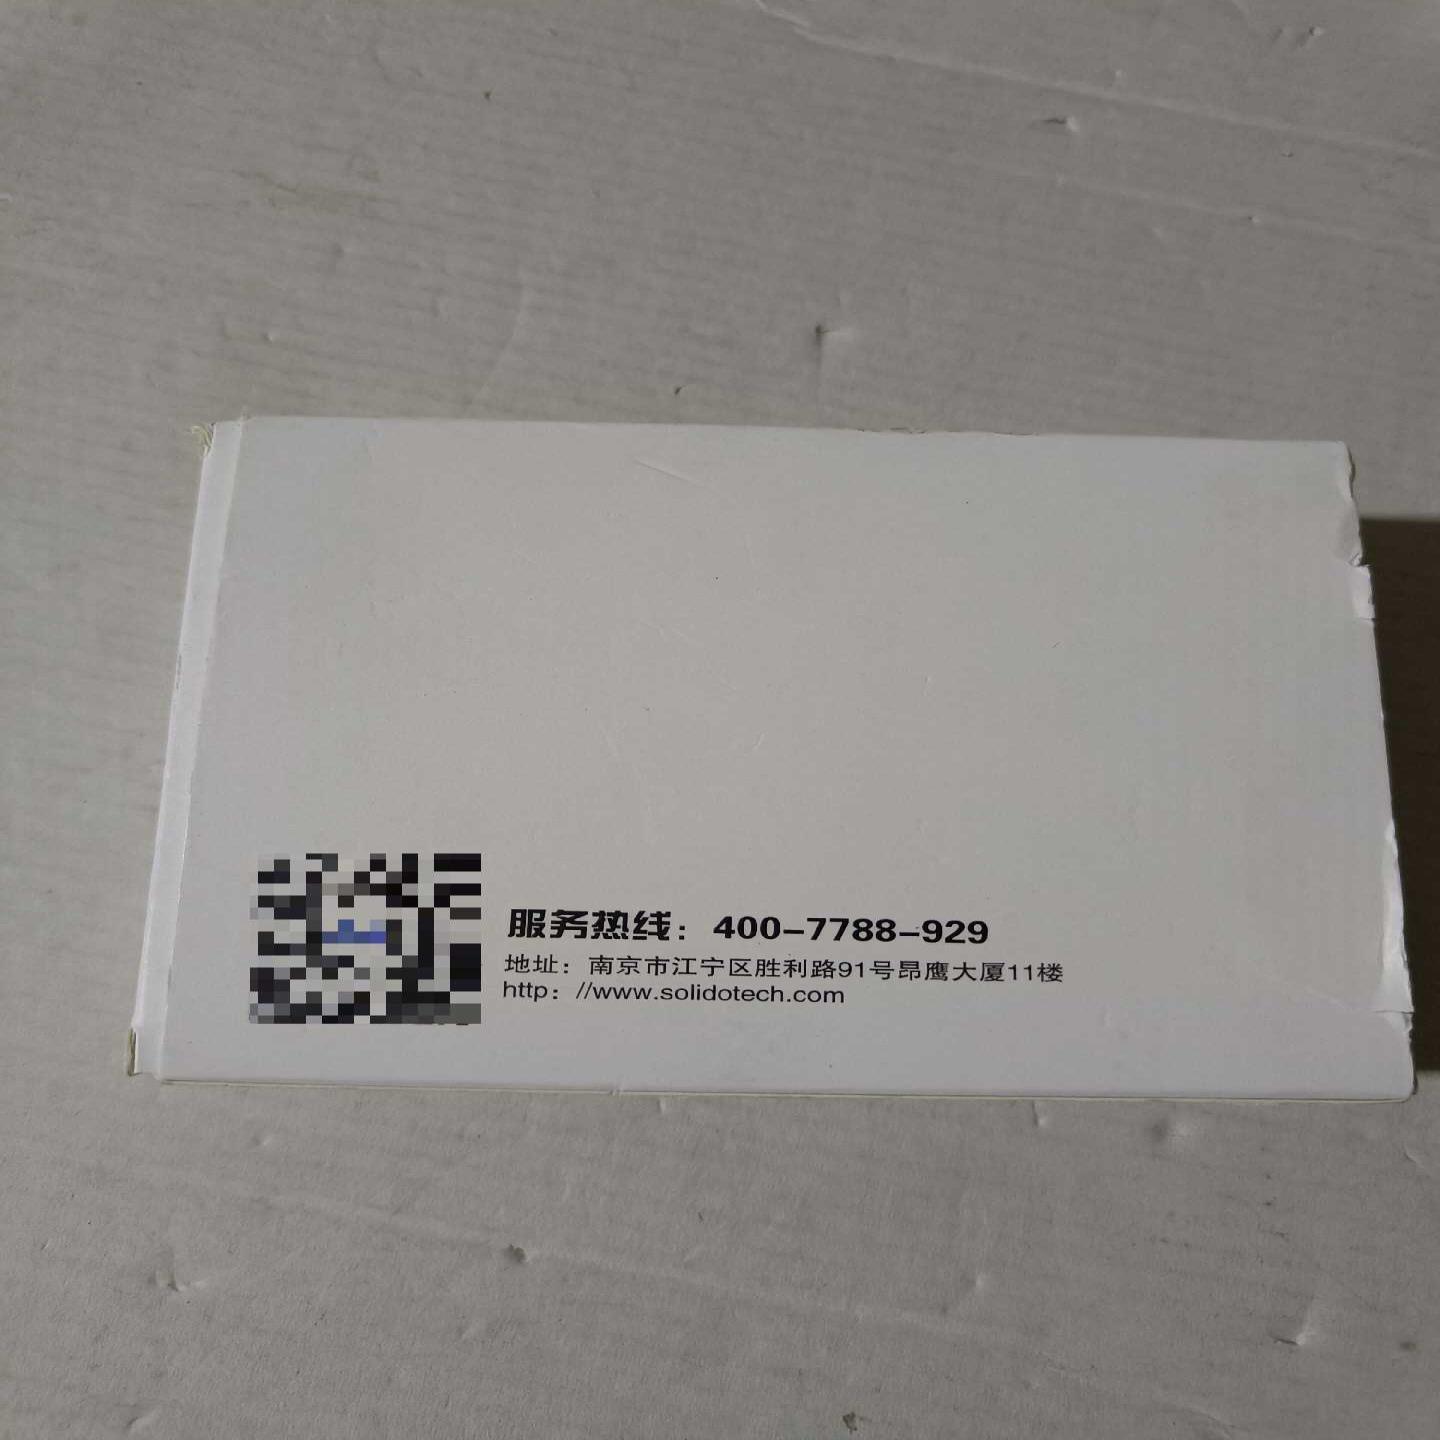 服务热线：400-7788-929
地址：南京市江宁区胜利路91号昂鹰大厦11楼
http：//www.solidotech.com